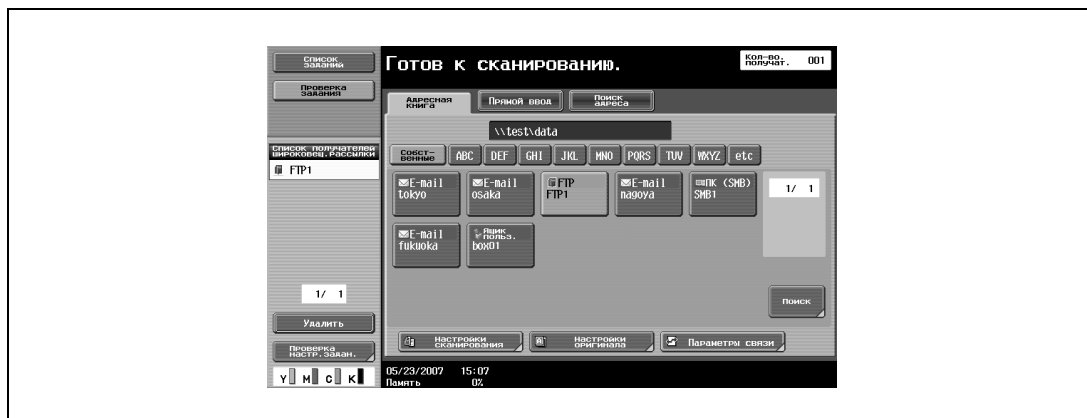 Список
заданий
Проверка
задания
Список получателей
широковещ.рассылки
FTP1
1/ 1
Удалить
Проверка
настр.задан.
Y M C K
Готов к сканированию.
Кол-во.
получат. 001
Адресная
книга
Прямой ввод
Поиск
адреса
\\test\data
Собст-
венные
ABC DEF GHI JKL MNO PQRS TUV WXYZ etc
E-mail
tokyo
E-mail
osaka
FTP
FTP1
E-mail
nagoya
ПК (SMB)
SMB1
1/ 1
E-mail
fukuoka
Ящик
польз.
box01
Поиск
Настройки
сканирования
Настройки
оригинала
Параметры связи
05/23/2007 15:07
Память 0%